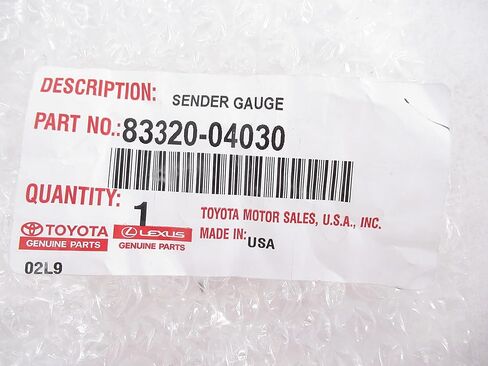 DESCRIPTION: SENDER GAUGE
PART NO.: 83320-04030
QUANTITY: 1
TOYOTA MOTOR SALES, U.S.A., INC.
TOYOTA LEXUS MADE IN: USA
GENUINE PARTS GENUINE PARTS
02L9